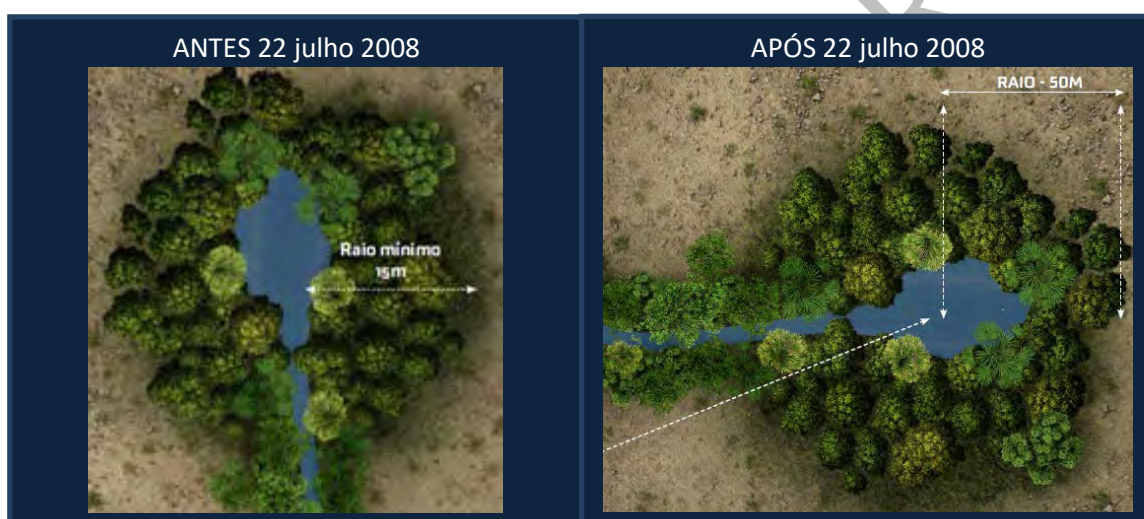 ANTES 22 julho 2008
APÓS 22 julho 2008
Raio mínimo
15m
RAIO - 50M